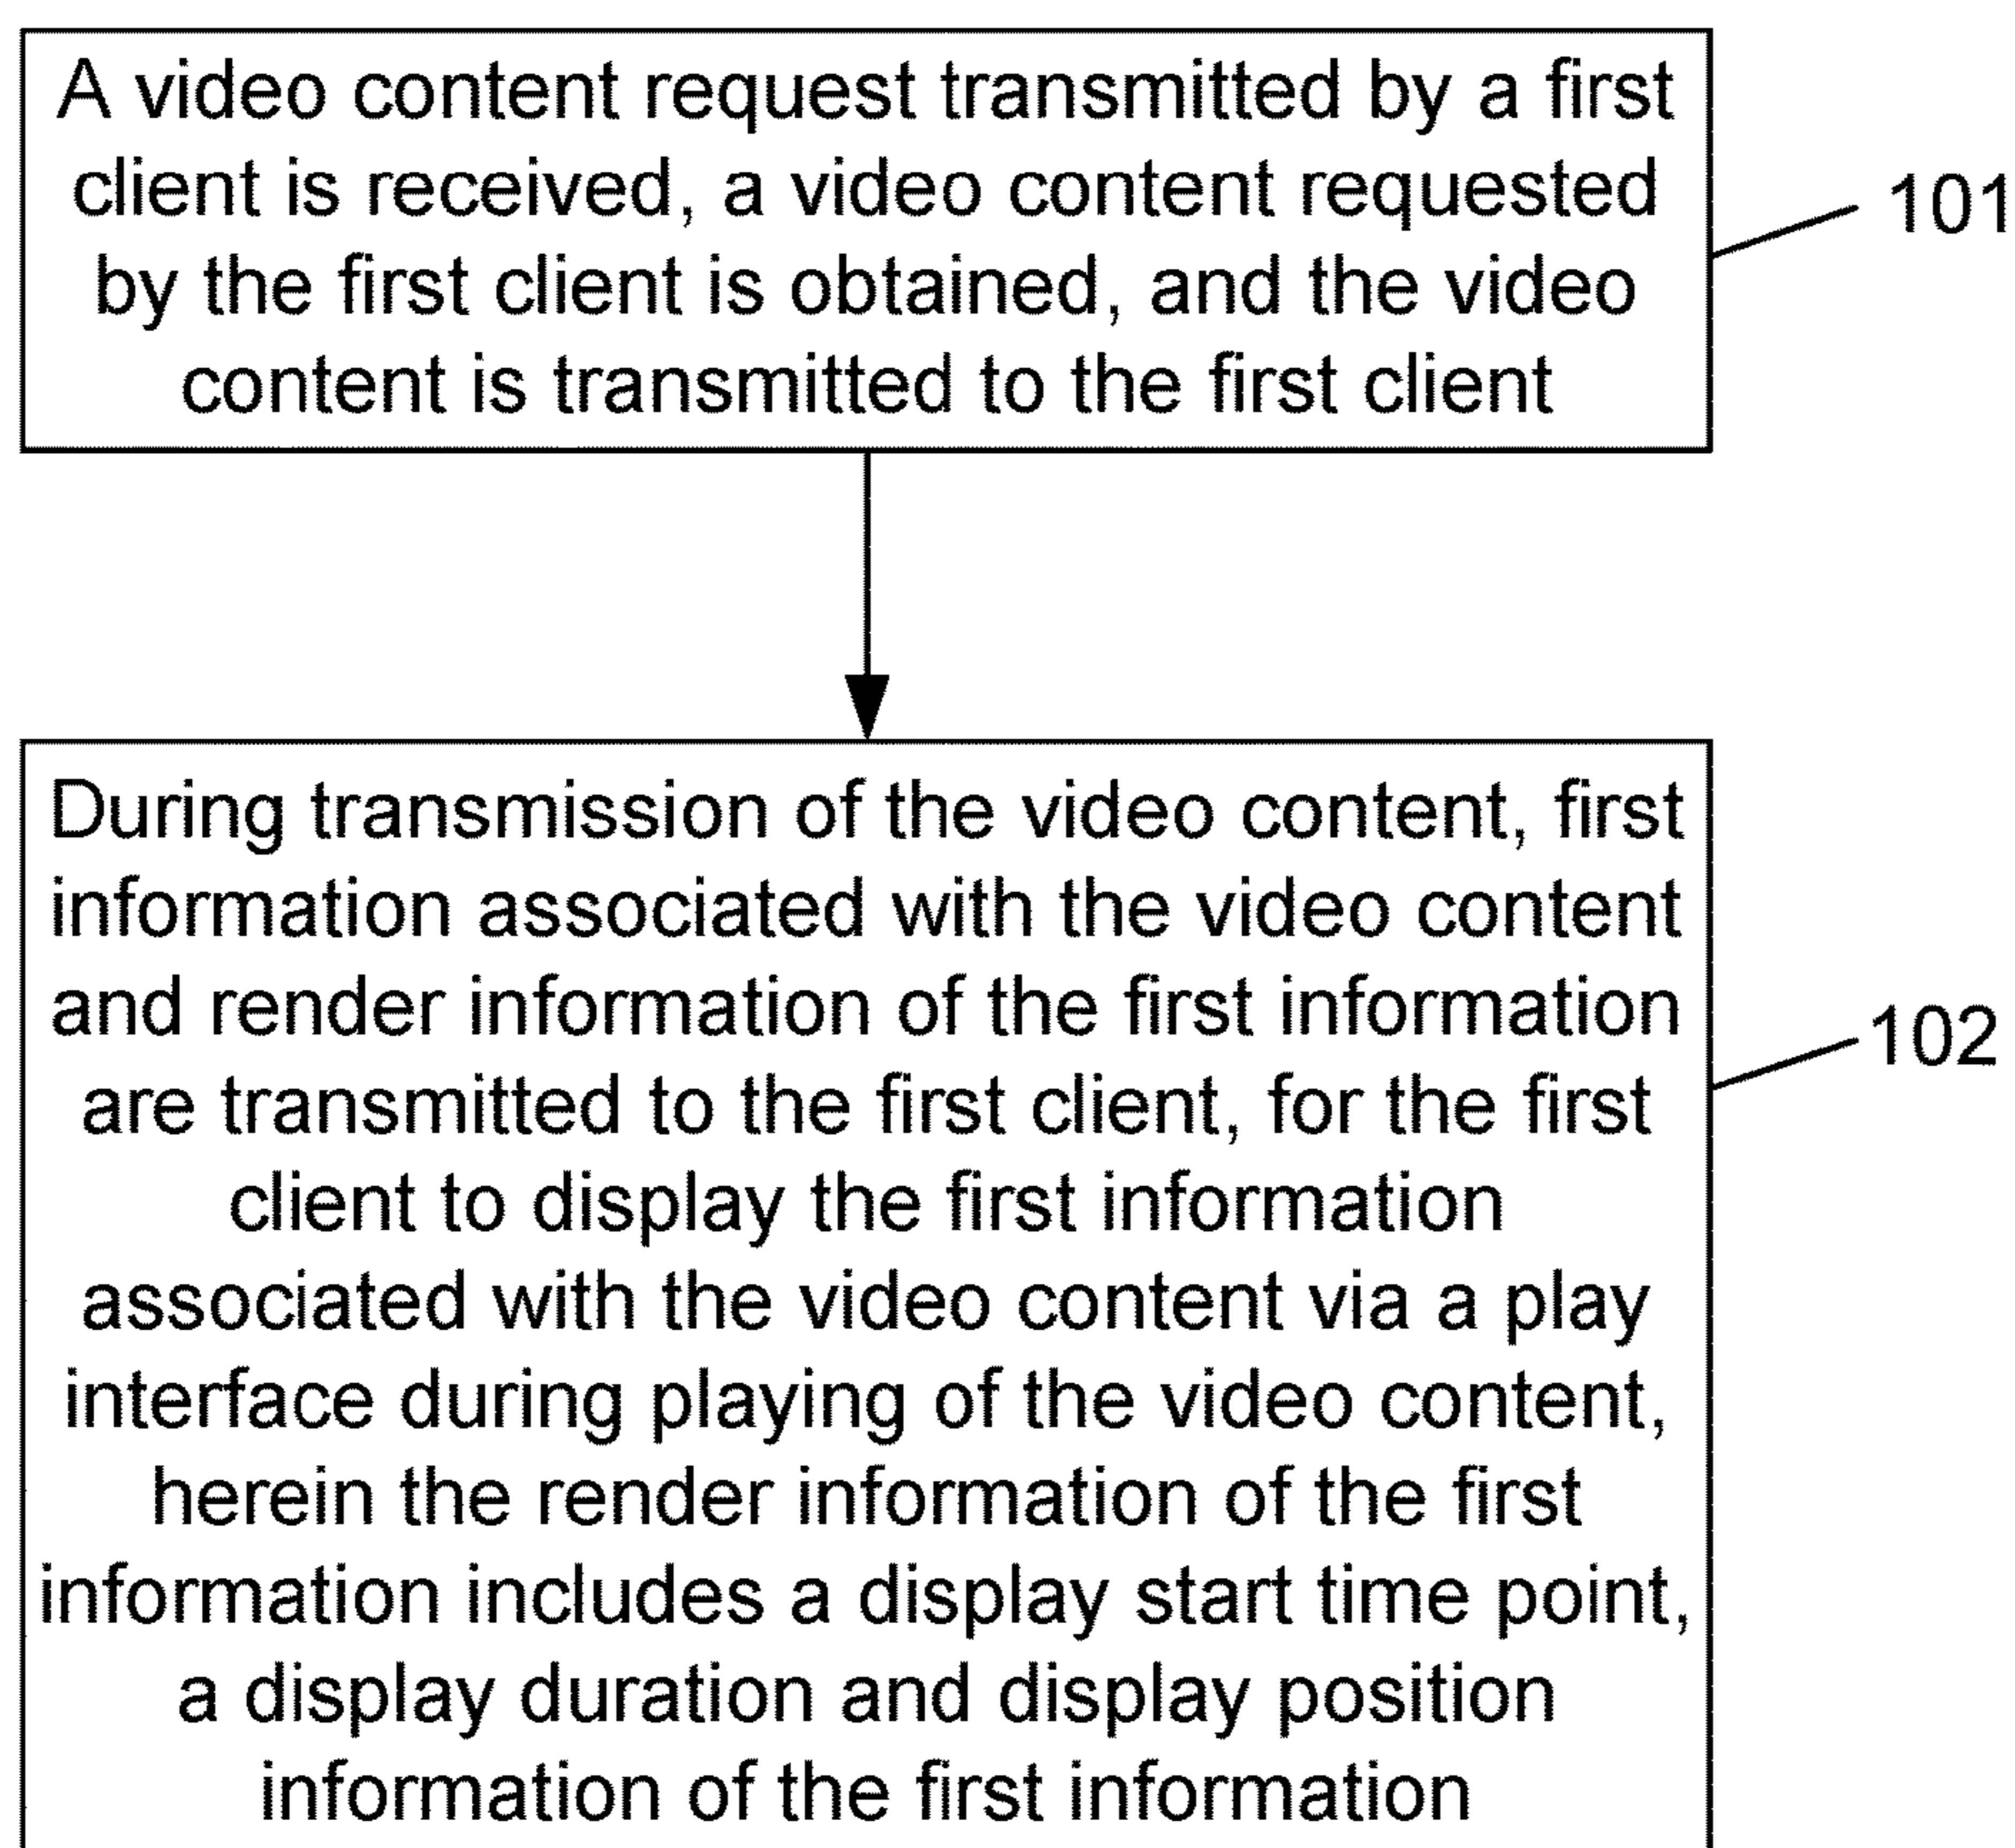 A video content request transmitted by a first
client is received, a video content requested
by the first client is obtained, and the video
content is transmitted to the first client
101
During transmission of the video content, first
information associated with the video content
and render information of the first information
are transmitted to the first client, for the first
client to display the first information
associated with the video content via a play
interface during playing of the video content,
herein the render information of the first
information includes a display start time point,
a display duration and display position
information of the first information
102